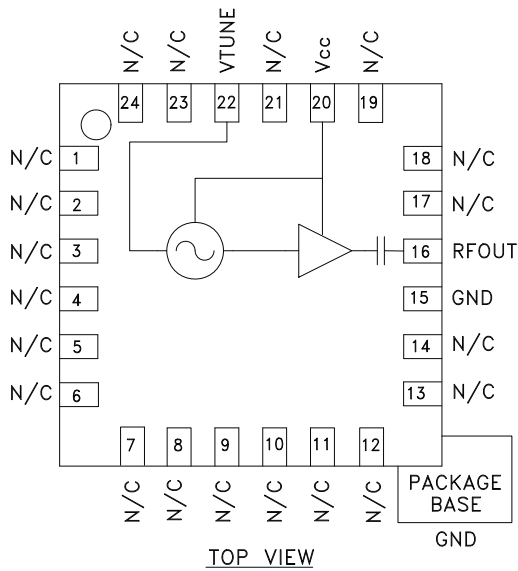 N/C N/C VTUNE N/C Vcc N/C
24 23 22 21 20 19
N/C 1 18 N/C
N/C 2 17 N/C
N/C 3 16 RFOUT
N/C 4 15 GND
N/C 5 14 N/C
N/C 6 13 N/C
7 8 9 10 11 12
N/C N/C N/C N/C N/C N/C
PACKAGE
BASE
GND
TOP VIEW